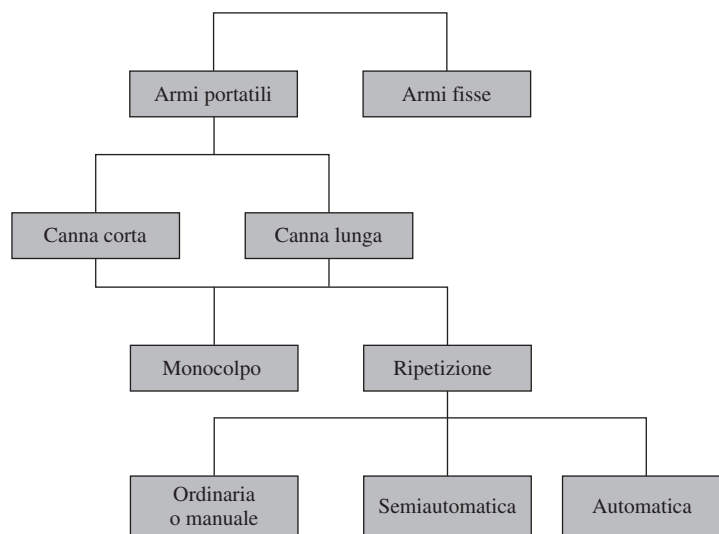 Armi portatili
Armi fisse
Canna corta
Canna lunga
Monocolpo
Ripetizione
Ordinaria
o manuale
Semiautomatica
Automatica